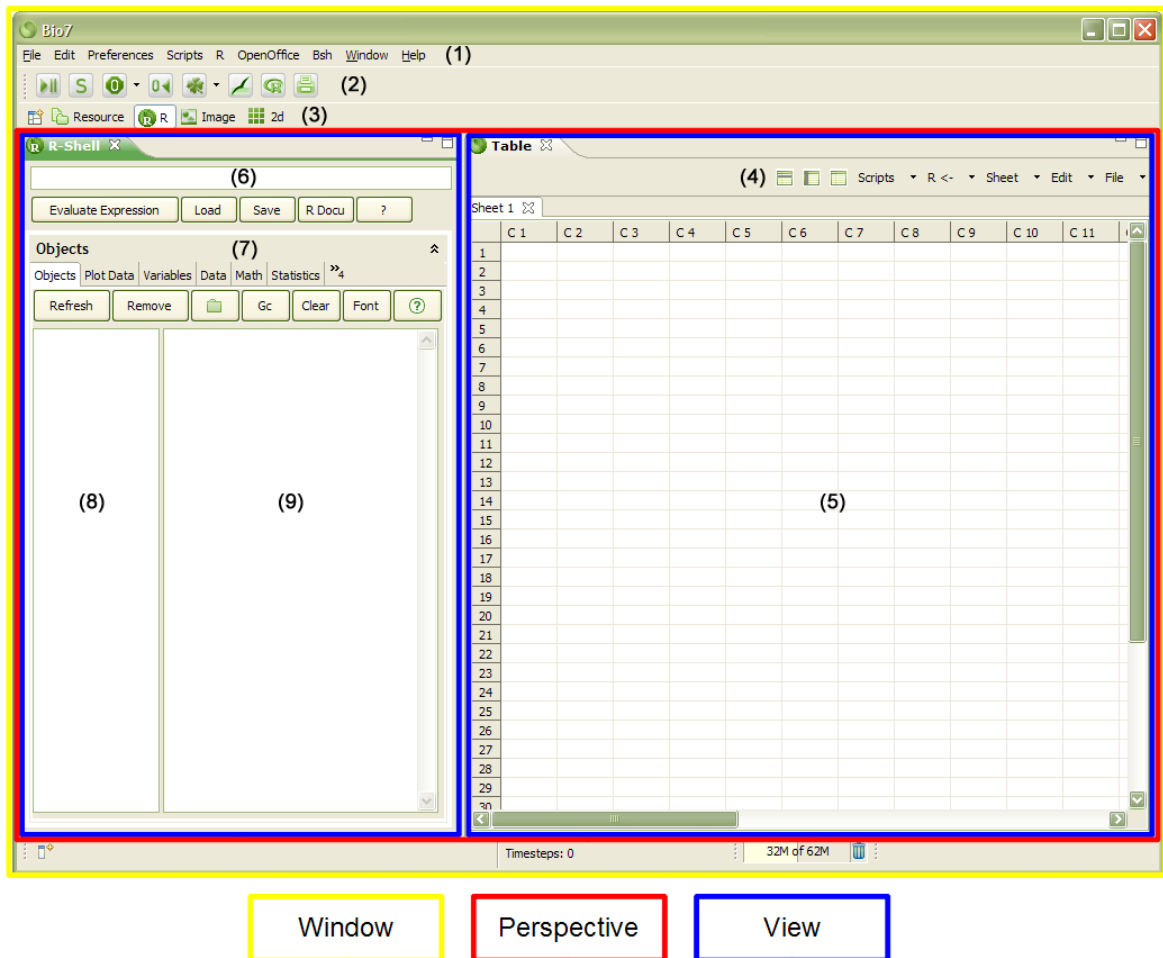 Bio7
File Edit Preferences Scripts R OpenOffice Bsh Window Help (1)
S 0 0 R (2)
Resource R Image 2d (3)
R-Shell
(6)
Evaluate Expression Load Save R Docu ?
Objects (7)
Objects Plot Data Variables Data Math Statistics »4
Refresh Remove Gc Clear Font ?
(8) (9)
Table
(4) Scripts R <- Sheet Edit File
Sheet 1
C 1 C 2 C 3 C 4 C 5 C 6 C 7 C 8 C 9 C 10 C 11
1
2
3
4
5
6
7
8
9
10
11
12
13
14 (5)
15
16
17
18
19
20
21
22
23
24
25
26
27
28
29
30
Timesteps: 0 32M of 62M
Window Perspective View